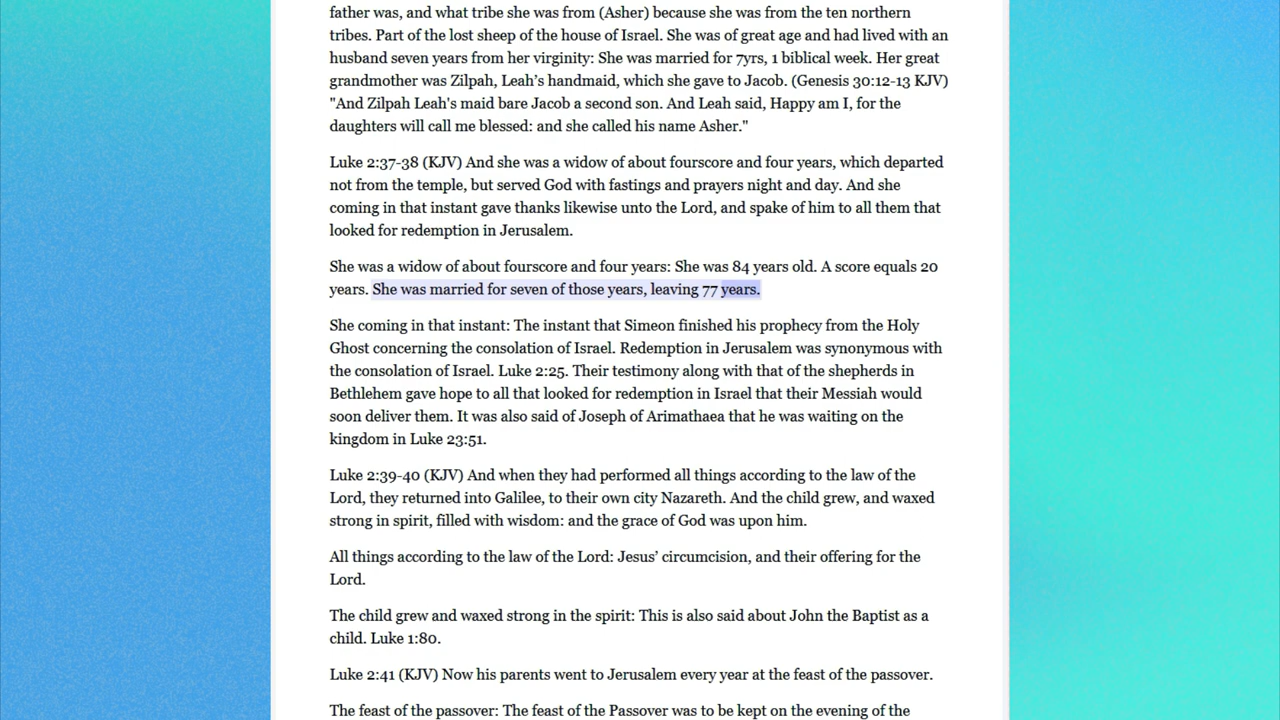 father was, and what tribe she was from (Asher) because she was from the ten northern
tribes. Part of the lost sheep of the house of Israel. She was of great age and had lived with an
husband seven years from her virginity: She was married for 7yrs, 1 biblical week. Her great
grandmother was Zilpah, Leah’s handmaid, which she gave to Jacob. (Genesis 30:12-13 KJV)
"And Zilpah Leah's maid bare Jacob a second son. And Leah said, Happy am I, for the
daughters will call me blessed: and she called his name Asher."
Luke 2:37-38 (KJV) And she was a widow of about fourscore and four years, which departed
not from the temple, but served God with fastings and prayers night and day. And she
coming in that instant gave thanks likewise unto the Lord, and spake of him to all them that
looked for redemption in Jerusalem.
She was a widow of about fourscore and four years: She was 84 years old. A score equals 20
years. She was married for seven of those years, leaving 77 years.
She coming in that instant: The instant that Simeon finished his prophecy from the Holy
Ghost concerning the consolation of Israel. Redemption in Jerusalem was synonymous with
the consolation of Israel. Luke 2:25. Their testimony along with that of the shepherds in
Bethlehem gave hope to all that looked for redemption in Israel that their Messiah would
soon deliver them. It was also said of Joseph of Arimathaea that he was waiting on the
kingdom in Luke 23:51.
Luke 2:39-40 (KJV) And when they had performed all things according to the law of the
Lord, they returned into Galilee, to their own city Nazareth. And the child grew, and waxed
strong in spirit, filled with wisdom: and the grace of God was upon him.
All things according to the law of the Lord: Jesus’ circumcision, and their offering for the
Lord.
The child grew and waxed strong in the spirit: This is also said about John the Baptist as a
child. Luke 1:80.
Luke 2:41 (KJV) Now his parents went to Jerusalem every year at the feast of the passover.
The feast of the passover: The feast of the Passover was to be kept on the evening of the